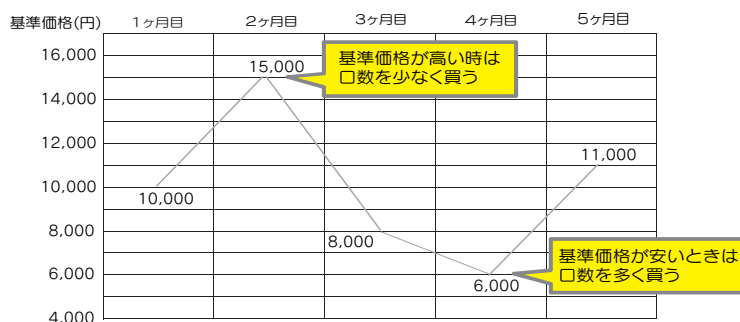 基準価格(円)
1ヶ月目 2ヶ月目 3ヶ月目 4ヶ月目 5ヶ月目
16,000
15,000
基準価格が高い時は
口数を少なく買う
14,000
12,000
11,000
10,000
10,000
8,000
8,000
基準価格が安いときは
口数を多く買う
6,000
6,000
4,000